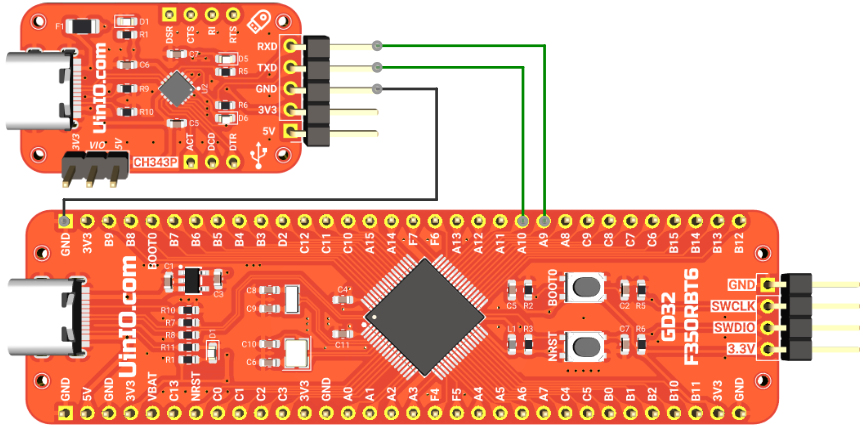 F1
D1
R1
C6
R9
R10
UinIO.com
DSR
CTS
RI
RTS
C7
U2
D5
R5
R6
D6
C5
RXD
TXD
GND
3V3
5V
3V3
VIO
5V
CH343P
ACT
DCD
DTR
GND
3V3
B9
B8
BOOT0
B7
B6
B5
B4
B3
D2
C12
C11
C10
A15
A14
F7
F6
A13
A12
A11
A10
A9
A8
C9
C8
C7
C6
B15
B14
B13
B12
UinIO.com
C1
C3
R10
R7
R8
R11
R1
D1
C8
C9
C10
C6
C4
C11
C5
R2
L1
R3
BOOT0
NRST
C2
R5
C7
R6
GD32
F350RBT6
GND
SWCLK
SWDIO
3.3V
GND
5V
GND
3V3
VBAT
C13
NRST
C0
C1
C2
C3
3V3
GND
A0
A1
A2
A3
F4
F5
A4
A5
A6
A7
C4
C5
B0
B1
B2
B10
B11
3V3
GND